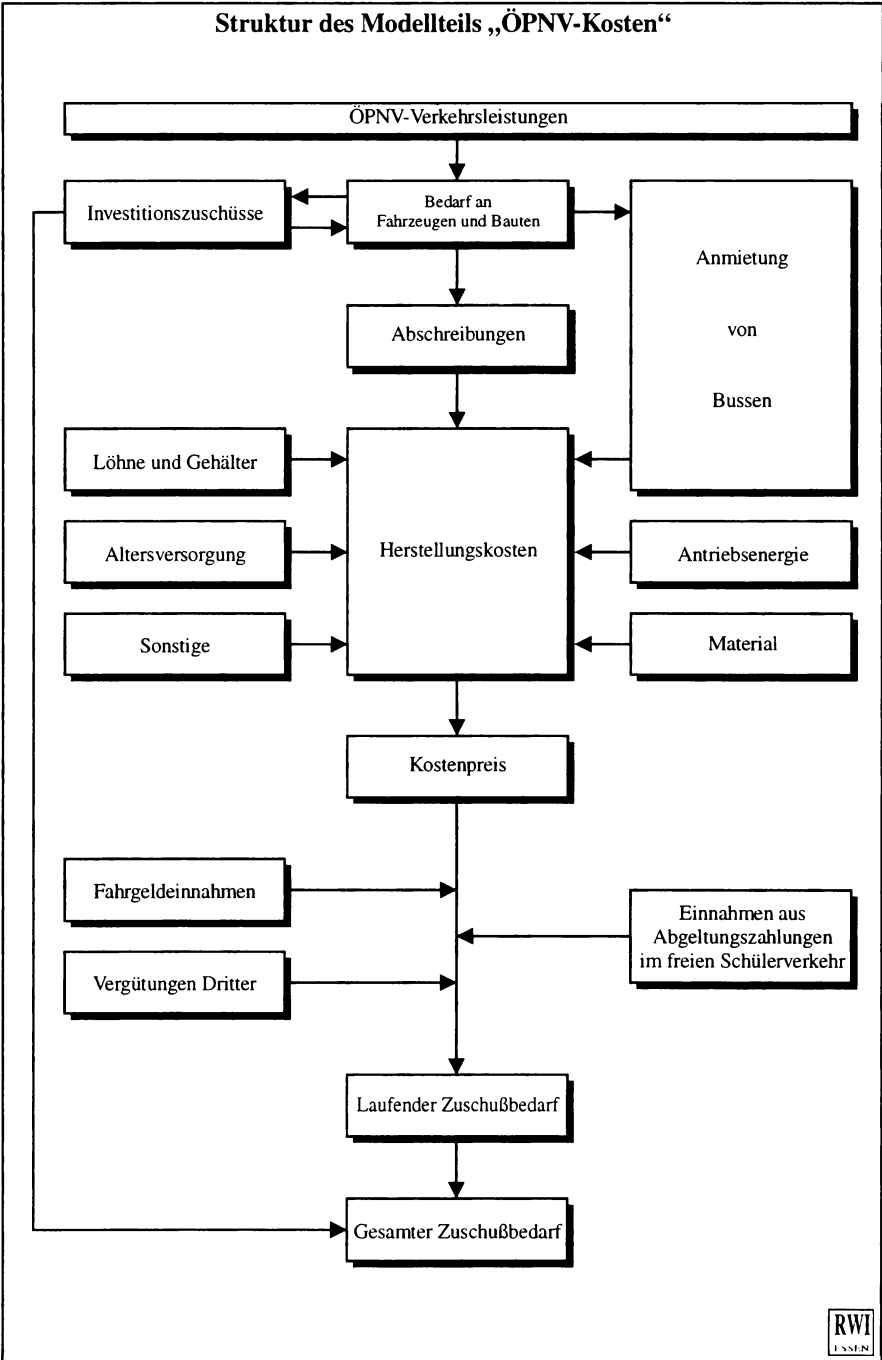 Struktur des Modellteils „ÖPNV-Kosten“
ÖPNV-Verkehrsleistungen
Investitionszuschüsse
Bedarf an
Fahrzeugen und Bauten
Anmietung
von
Bussen
Abschreibungen
Löhne und Gehälter
Herstellungskosten
Altersversorgung
Antriebsenergie
Sonstige
Material
Kostenpreis
Fahrgeldeinnahmen
Einnahmen aus
Abgeltungszahlungen
im freien Schülerverkehr
Vergütungen Dritter
Laufender Zuschußbedarf
Gesamter Zuschußbedarf
RWI
ESSEN